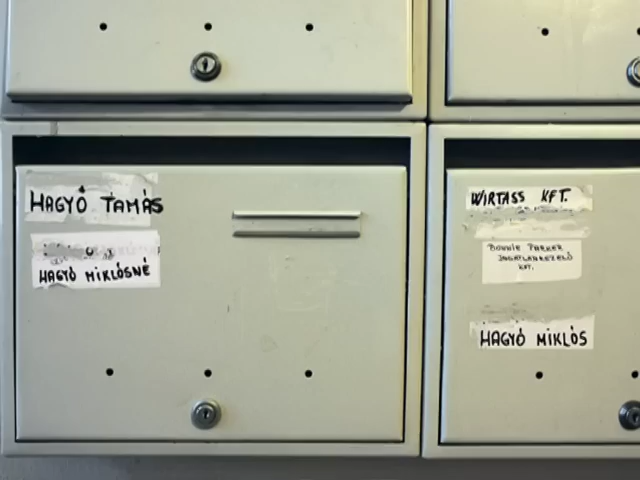 HAGYÓ TAMÁS
HAGYÓ MIKLÓSNÉ
WIRTASS KFT.
BONNIE PARKER
INGATLANKEZELŐ
KFT.
HAGYÓ MIKLÓS